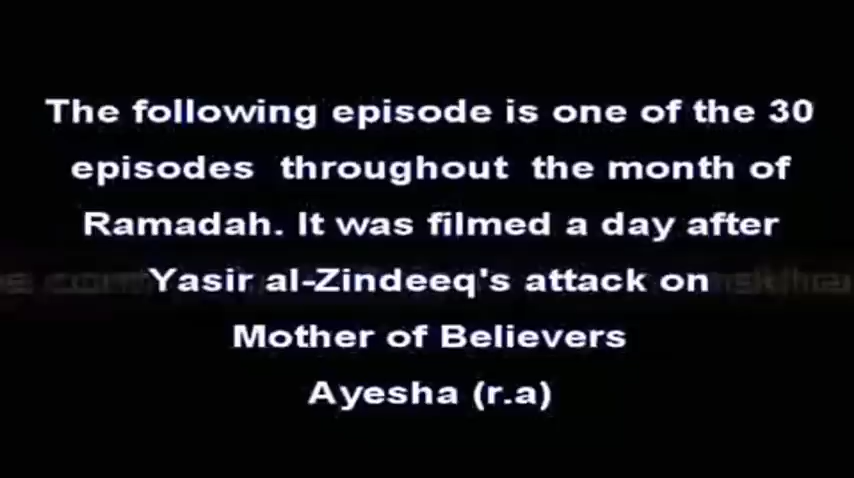 The following episode is one of the 30
episodes throughout the month of
Ramadah. It was filmed a day after
Yasir al-Zindeeq's attack on
Mother of Believers
Ayesha (r.a)